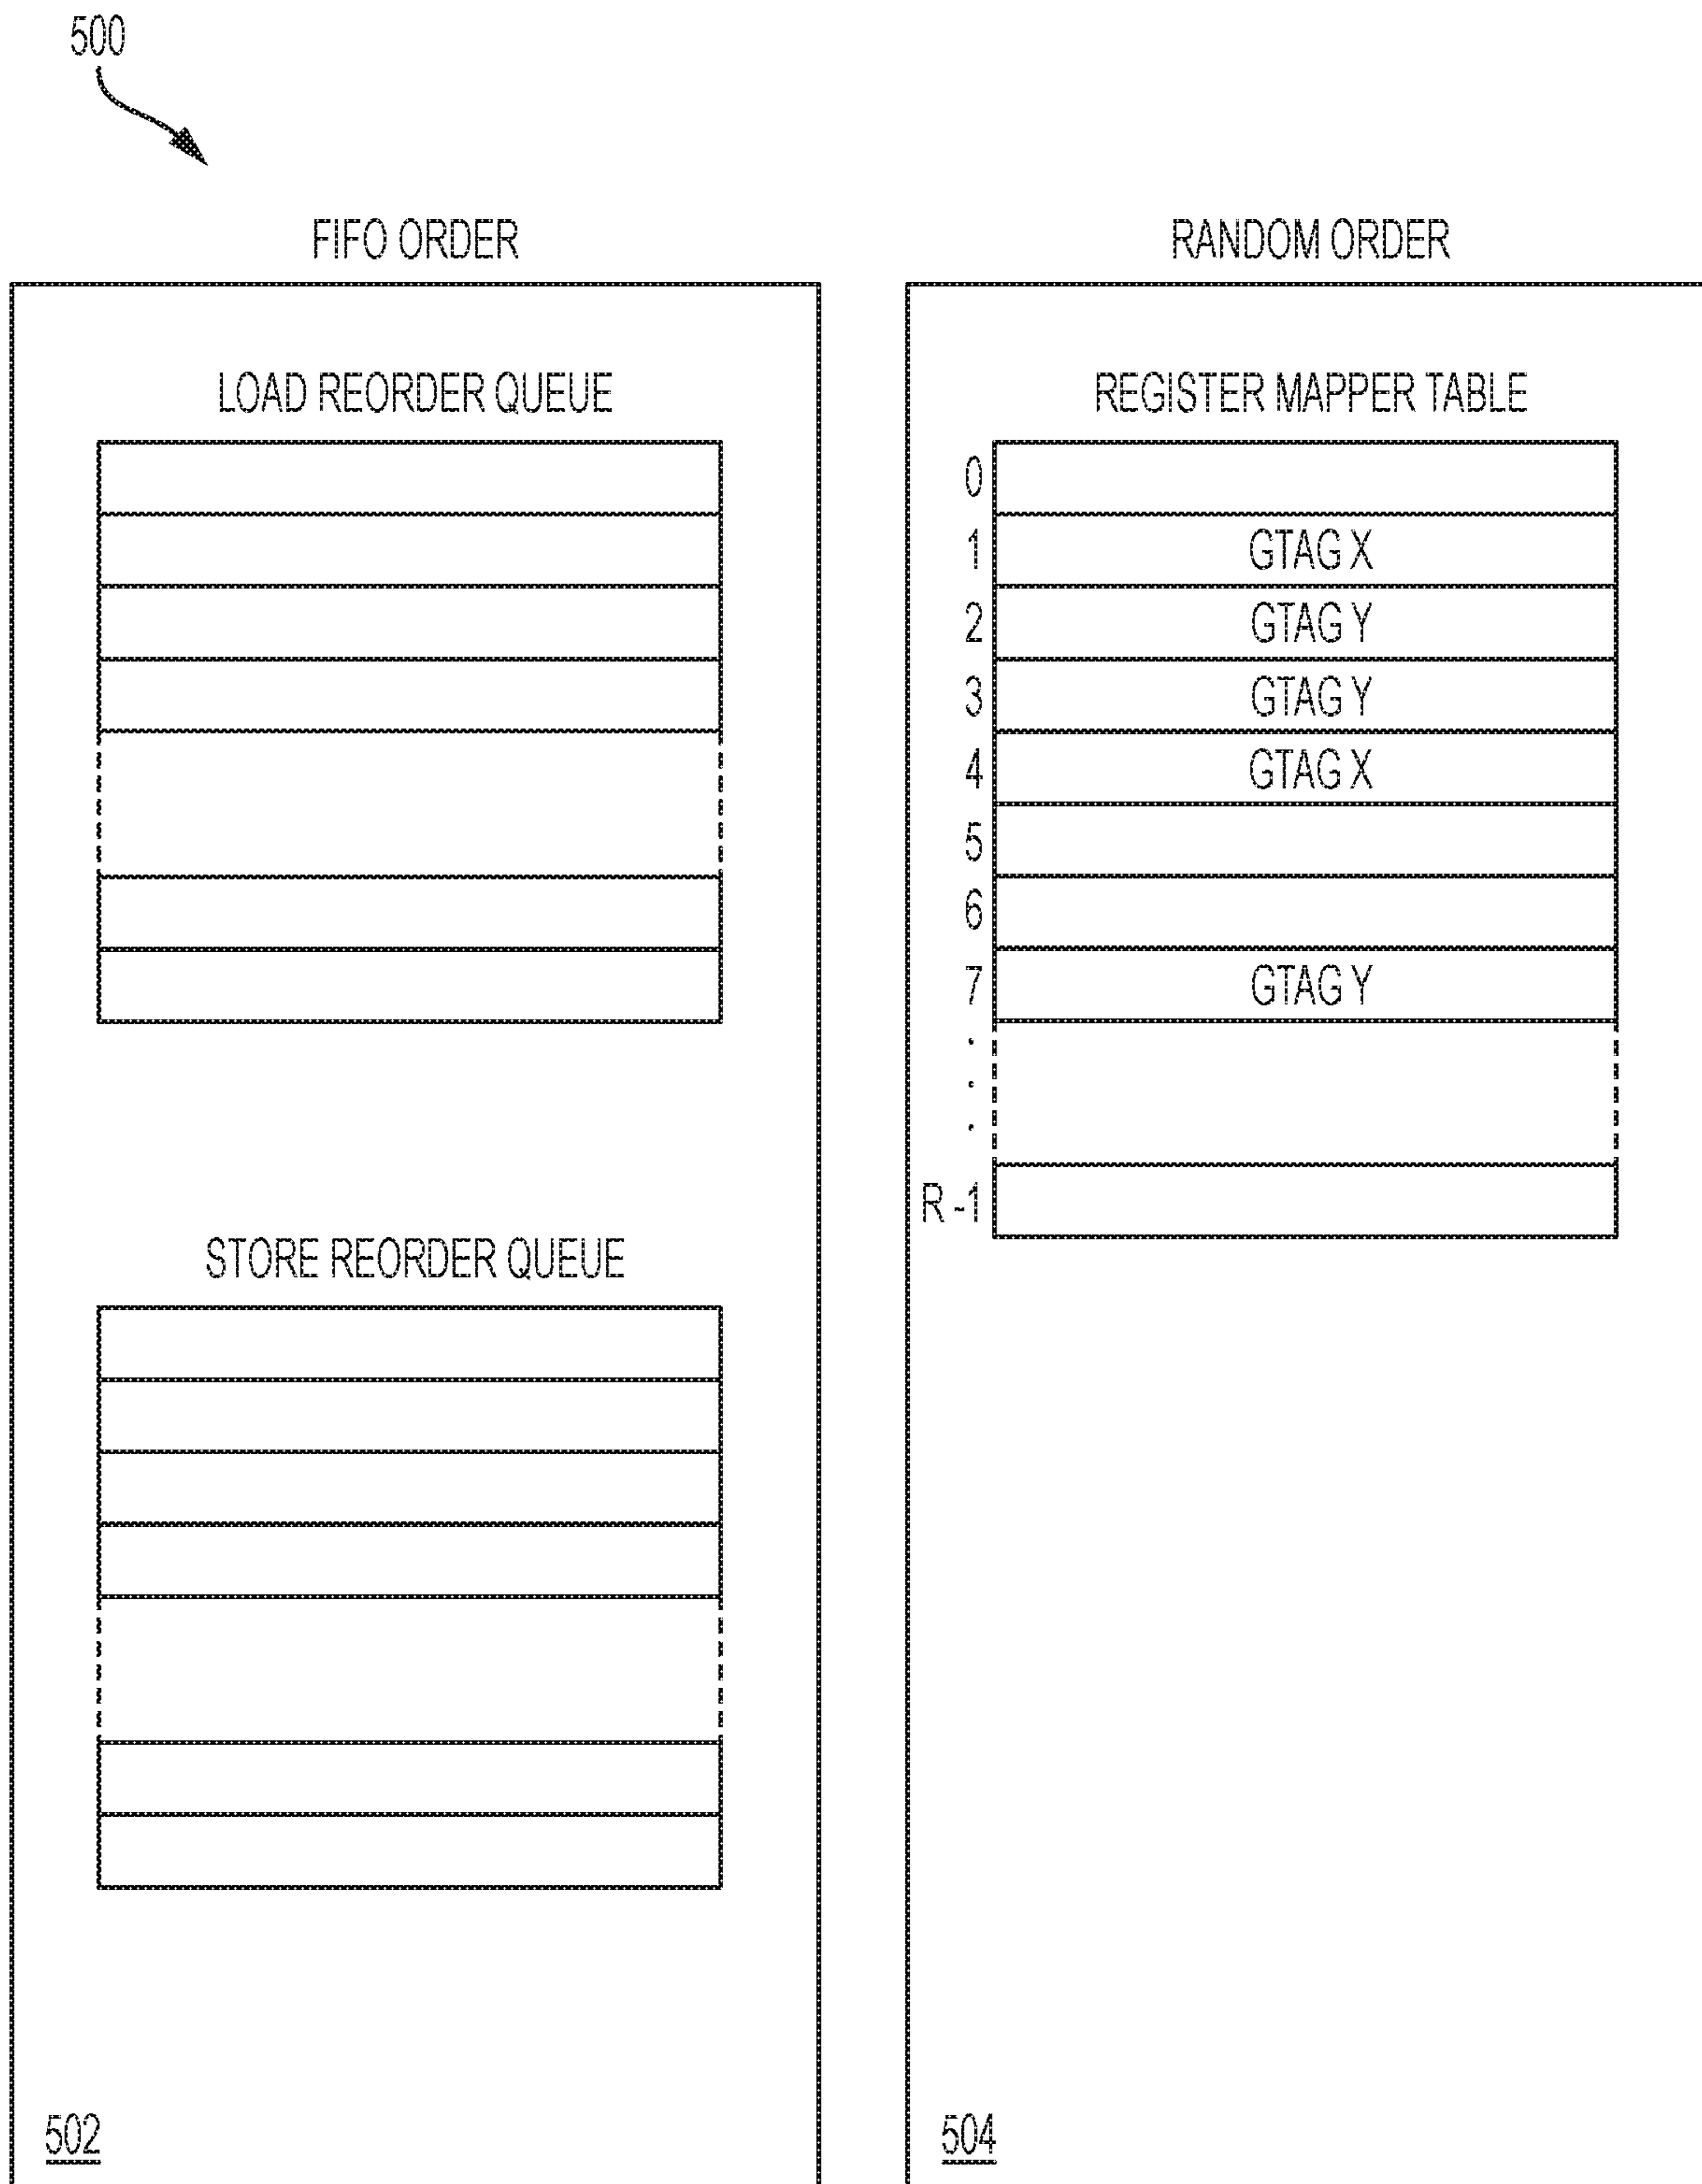 500
FIFO ORDER
LOAD REORDER QUEUE
STORE REORDER QUEUE
502
RANDOM ORDER
REGISTER MAPPER TABLE
0
1 GTAG X
2 GTAG Y
3 GTAG Y
4 GTAG X
5
6
7 GTAG Y
.
.
.
R-1
504